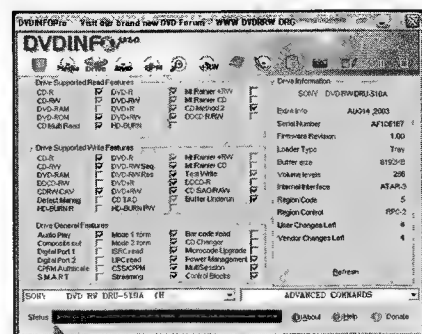 DVDINFOPro Visit our brand new DVD Forum WWW DVDRRW ORG
DVDINFO
Drive Supported Read Features
CD-R DVD-R Mt Rainier +RW
CD-RW DVD-RW Mt Rainier CD
DVD-RAM DVD+R CD Method 2
DVD-ROM DVD+RW DDCD-R/RW
CD Multi Read HD-BURN
Drive Supported Write Features
CD-R DVD-R Mt Rainier +RW
CD-RW DVD-RW Seq Mt Rainier CD
DVD-RAM DVD-RW Res Test Write
DDCD-RW DVD+R DDCD-R
CDRW CAV DVD+RW CD SAO/RAW
Defect Manag CD TAO Buffer Underun
HD-BURN R HD-BURN RW
Drive General Features
Audio Play Mode 1 form Bar code read
Composite out Mode 2 form CD Changer
Digital Port 1 ISRC read Microcode Upgrade
Digital Port 2 UPC read Power Management
CPRM Authticate CSS/CPPM MultiSession
S.M.A.R.T Streaming Control Blocks
Drive Information
SONY DVD RW DRU-510A
Extra Info AUG14 ,2003
Serial Number
Firmware Revision 1.00
Loader Type Tray
Buffer size 8192KB
Volume levels 256
Internal Interface ATAPI-3
Region Code 5
Region Control RPC-2
User Changes Left 4
Vendor Changes Left 4
Refresh
SONY DVD RW DRU-510A (H
ADVANCED COMMANDS
Status
About Help Donate